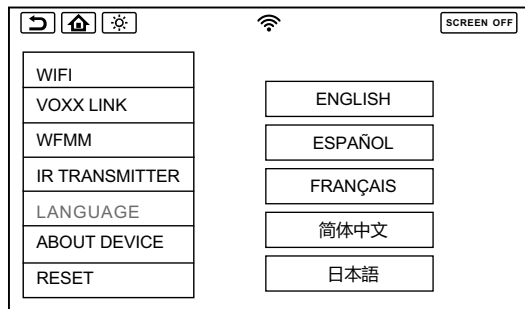 SCREEN OFF
WIFI
VOXX LINK
WFMM
IR TRANSMITTER
LANGUAGE
ABOUT DEVICE
RESET
ENGLISH
ESPAÑOL
FRANÇAIS
简体中文
日本語